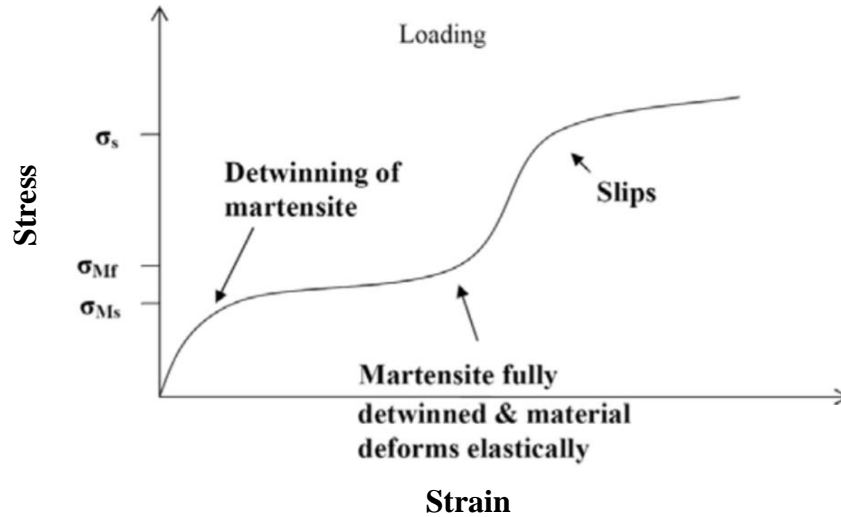 Loading
σs
Stress
Detwinning of
martensite
Slips
σMf
σMs
Martensite fully
detwinned & material
deforms elastically
Strain